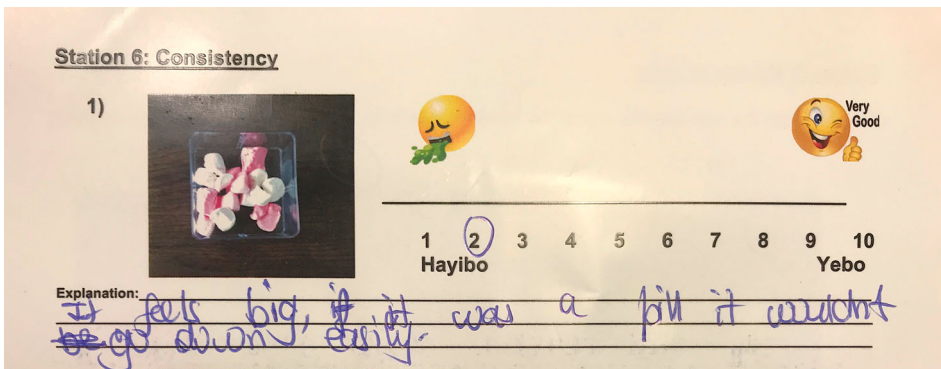 Station 6: Consistency
1)
Very
Good
1 2 3 4 5 6 7 8 9 10
Hayibo Yebo
Explanation: It feels big, if it was a pill it wouldnt
be go down easily.